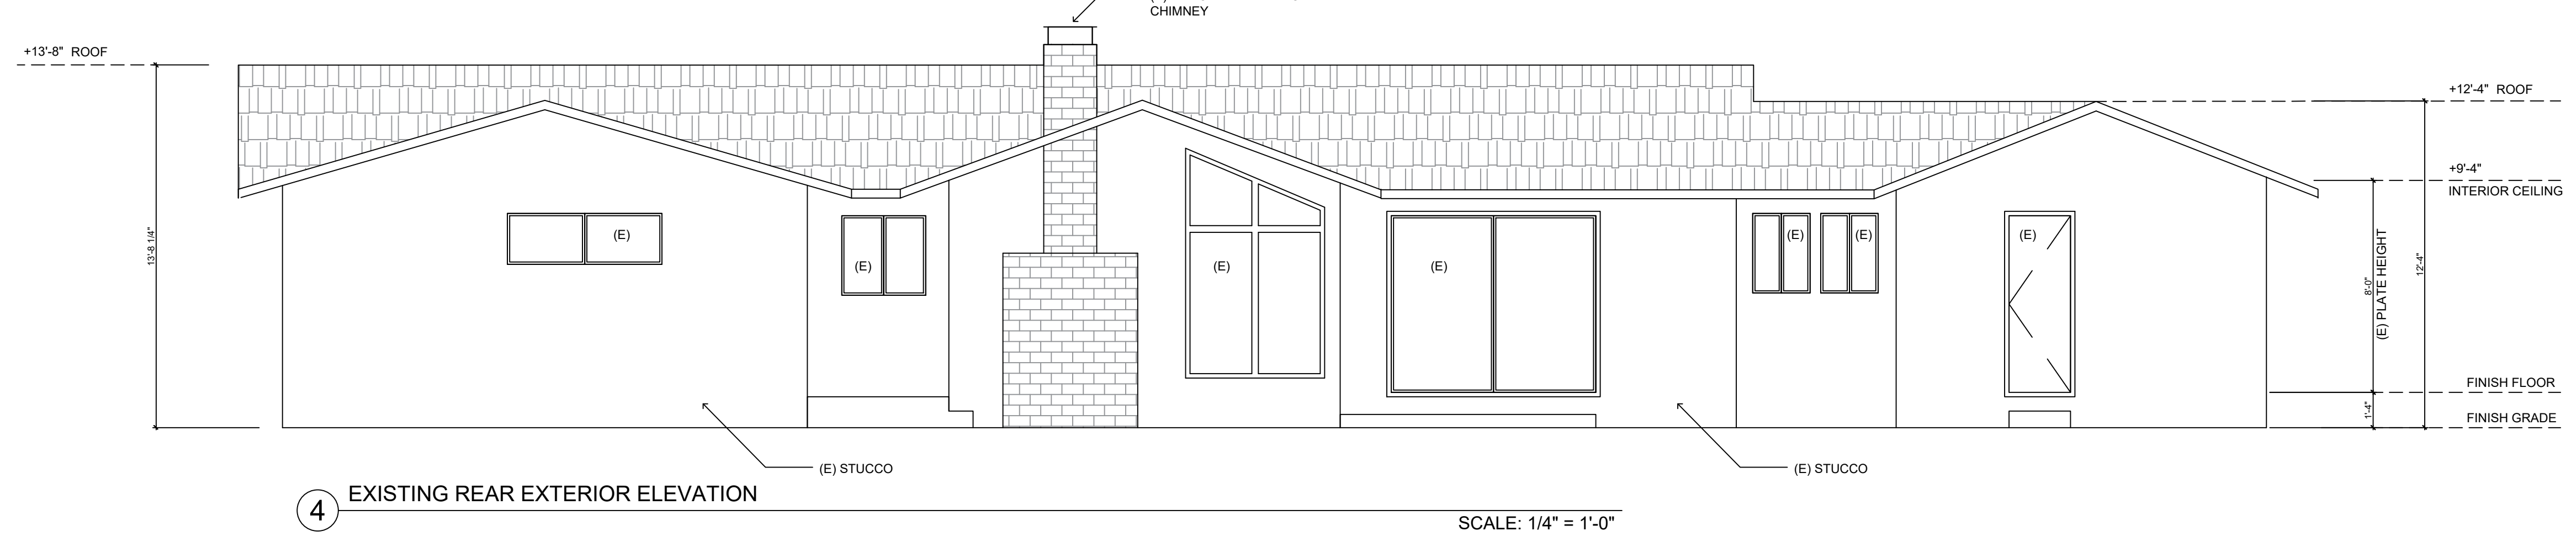 CHIMNEY
+13'-8" ROOF
+12'-4" ROOF
+9'-4"
INTERIOR CEILING
13'-8 1/4"
(E)
(E)
(E)
(E)
(E)
(E)
(E)
8'-0"
(E) PLATE HEIGHT
12'-4"
FINISH FLOOR
1'-4"
FINISH GRADE
(E) STUCCO
(E) STUCCO
4
EXISTING REAR EXTERIOR ELEVATION
SCALE: 1/4" = 1'-0"